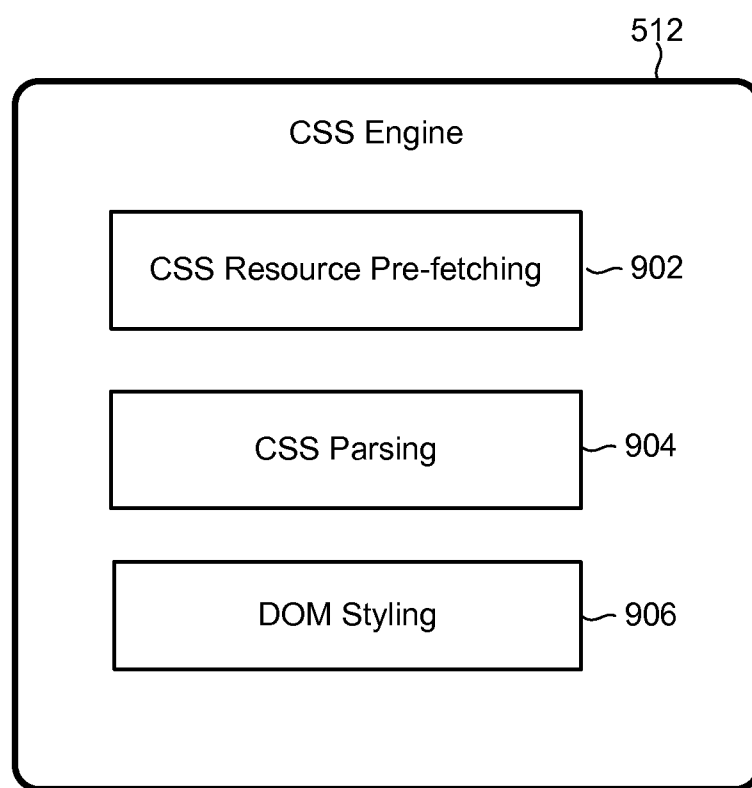 512
CSS Engine
CSS Resource Pre-fetching 902
CSS Parsing 904
DOM Styling 906